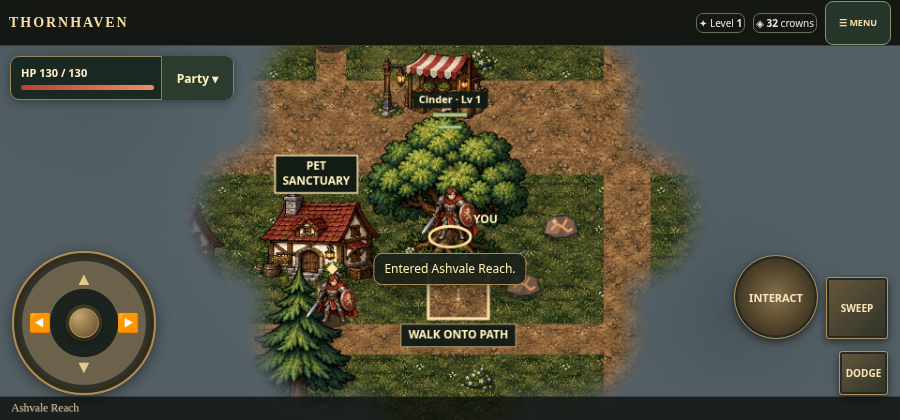 THORNHAVEN
✦ Level 1
◈ 32 crowns
☰ MENU
HP 130 / 130
Party ▾
Cinder · Lv 1
PET
SANCTUARY
YOU
Entered Ashvale Reach.
INTERACT
SWEEP
WALK ONTO PATH
DODGE
Ashvale Reach